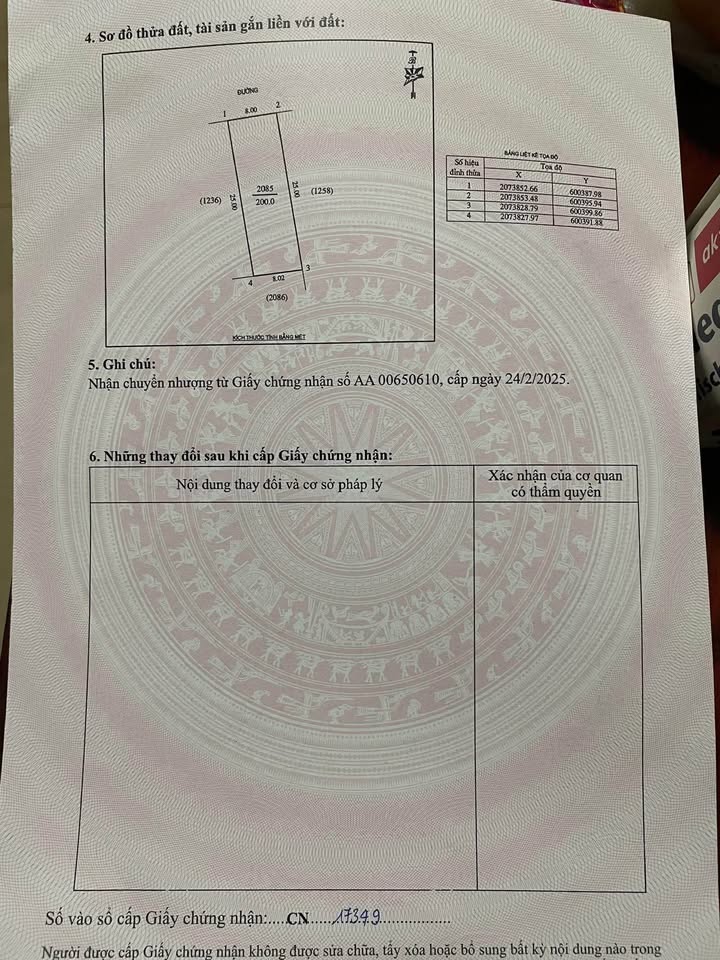 4. Sơ đồ thửa đất, tài sản gắn liền với đất:
ĐƯỜNG
1 8.00 2
(1236) 25.00 2085 25.00 (1258)
200.0
4 8.02 3
(2086)
KÍCH THƯỚC TÍNH BẰNG MÉT
BẢNG LIỆT KÊ TỌA ĐỘ
Số hiệu đỉnh thửa Tọa độ
X Y
1 2073852.66 600387.98
2 2073853.48 600395.94
3 2073828.79 600399.86
4 2073827.97 600391.88
5. Ghi chú:
Nhận chuyển nhượng từ Giấy chứng nhận số AA 00650610, cấp ngày 24/2/2025.
6. Những thay đổi sau khi cấp Giấy chứng nhận:
Nội dung thay đổi và cơ sở pháp lý
Xác nhận của cơ quan
có thẩm quyền
Số vào sổ cấp Giấy chứng nhận:....CN......17349..................
Người được cấp Giấy chứng nhận không được sửa chữa, tẩy xóa hoặc bổ sung bất kỳ nội dung nào trong